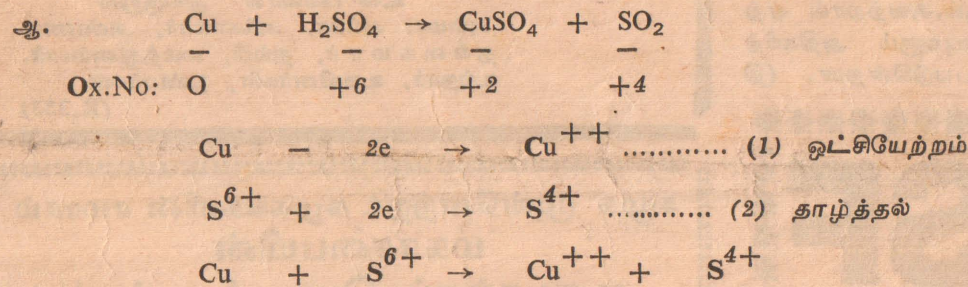 ஆ. Cu + H₂SO₄ → CuSO₄ + SO₂
Ox.No: O +6 +2 +4
Cu – 2e → Cu⁺⁺ ............ (1) ஒட்சியேற்றம்
S⁶⁺ + 2e → S⁴⁺ ............ (2) தாழ்த்தல்
Cu + S⁶⁺ → Cu⁺⁺ + S⁴⁺